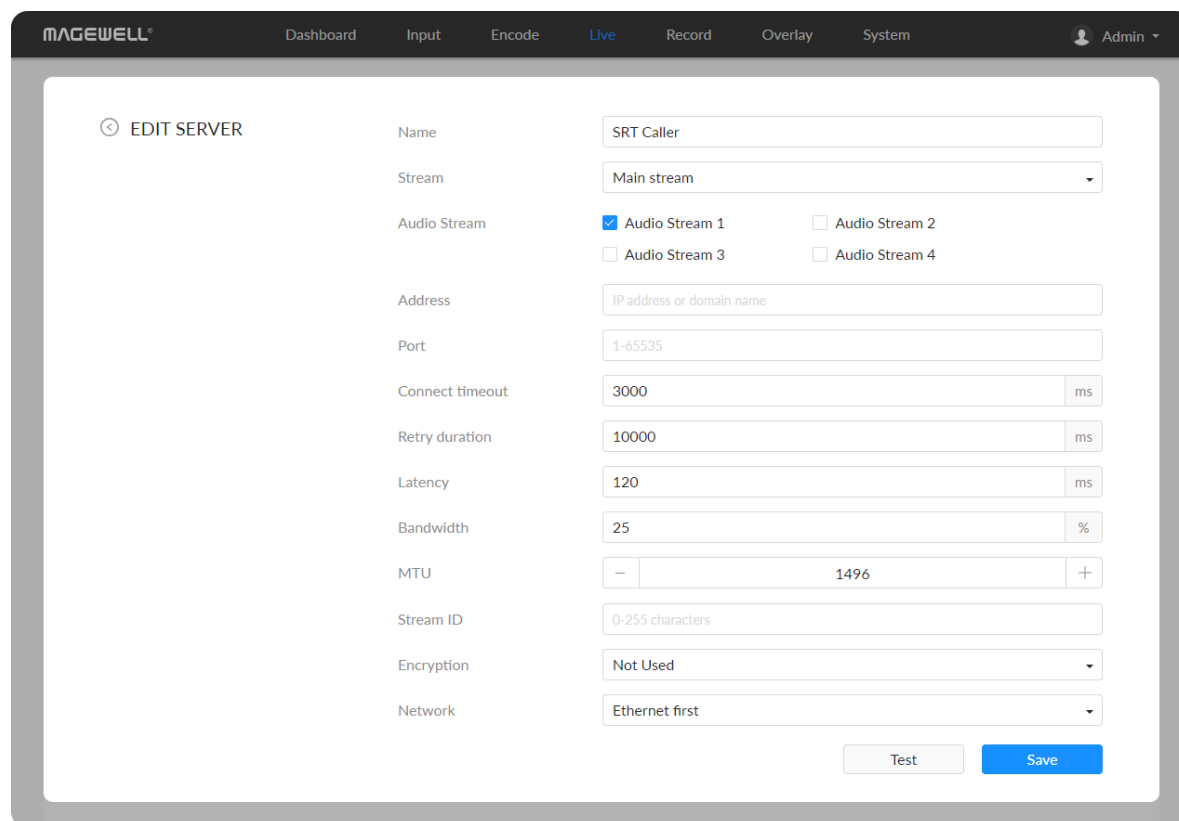 MAGEWELL® Dashboard Input Encode Live Record Overlay System Admin
EDIT SERVER
Name SRT Caller
Stream Main stream
Audio Stream Audio Stream 1 Audio Stream 2
Audio Stream 3 Audio Stream 4
Address IP address or domain name
Port 1-65535
Connect timeout 3000 ms
Retry duration 10000 ms
Latency 120 ms
Bandwidth 25 %
MTU − 1496 +
Stream ID 0-255 characters
Encryption Not Used
Network Ethernet first
Test Save